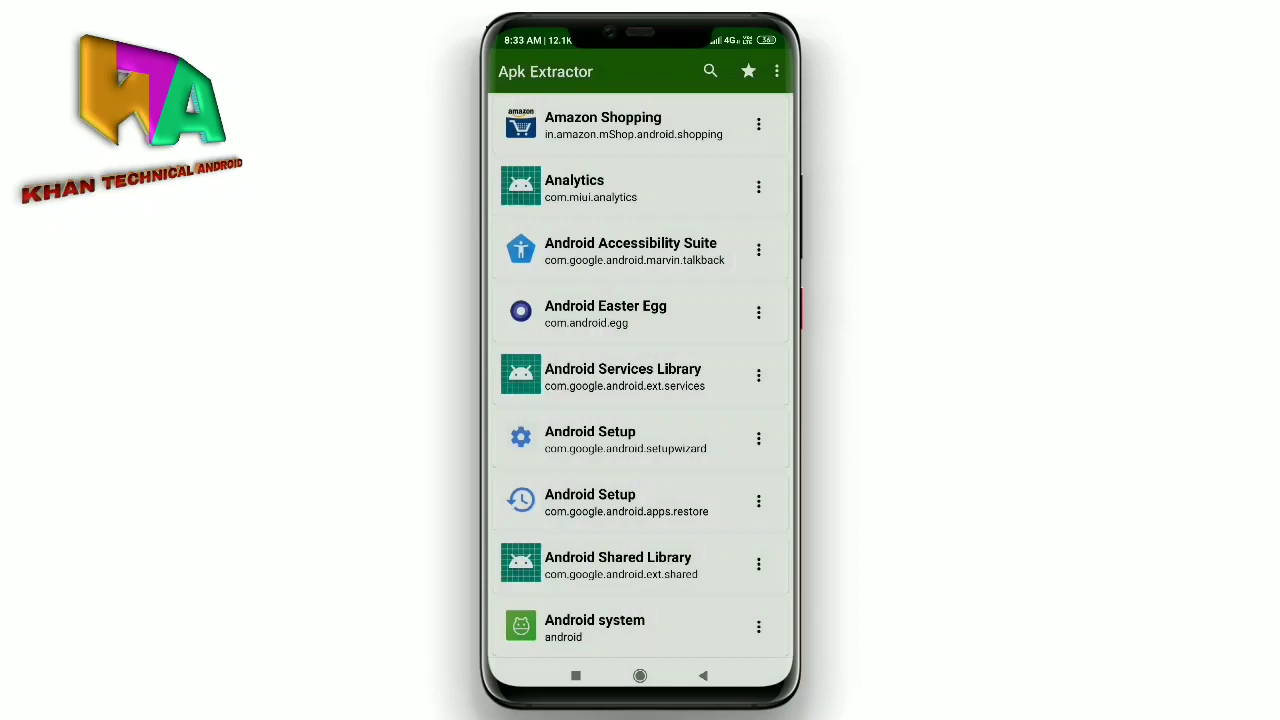 KHAN TECHNICAL ANDROID
8:33 AM | 12.1K
4G
VoLTE
36
Apk Extractor
amazon
Amazon Shopping
in.amazon.mShop.android.shopping
Analytics
com.miui.analytics
Android Accessibility Suite
com.google.android.marvin.talkback
Android Easter Egg
com.android.egg
Android Services Library
com.google.android.ext.services
Android Setup
com.google.android.setupwizard
Android Setup
com.google.android.apps.restore
Android Shared Library
com.google.android.ext.shared
Android system
android